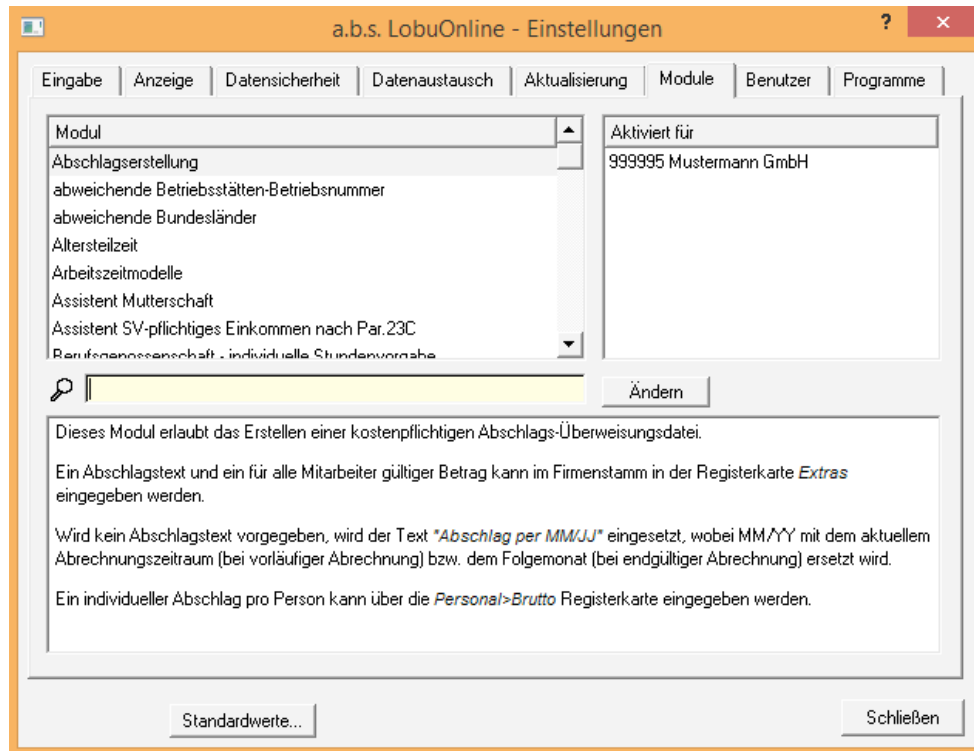 a.b.s. LobuOnline - Einstellungen
?
×
Eingabe
Anzeige
Datensicherheit
Datenaustausch
Aktualisierung
Module
Benutzer
Programme
Modul
Abschlagserstellung
abweichende Betriebsstätten-Betriebsnummer
abweichende Bundesländer
Altersteilzeit
Arbeitszeitmodelle
Assistent Mutterschaft
Assistent SV-pflichtiges Einkommen nach Par.23C
Berufsgenossenschaft - individuelle Stundenvorgabe
Aktiviert für
999995 Mustermann GmbH
Ändern
Dieses Modul erlaubt das Erstellen einer kostenpflichtigen Abschlags-Überweisungsdatei.
Ein Abschlagstext und ein für alle Mitarbeiter gültiger Betrag kann im Firmenstamm in der Registerkarte Extras
eingegeben werden.
Wird kein Abschlagstext vorgegeben, wird der Text "Abschlag per MM/JJ" eingesetzt, wobei MM/YY mit dem aktuellem
Abrechnungszeitraum (bei vorläufiger Abrechnung) bzw. dem Folgemonat (bei endgültiger Abrechnung) ersetzt wird.
Ein individueller Abschlag pro Person kann über die Personal>Brutto Registerkarte eingegeben werden.
Standardwerte...
Schließen